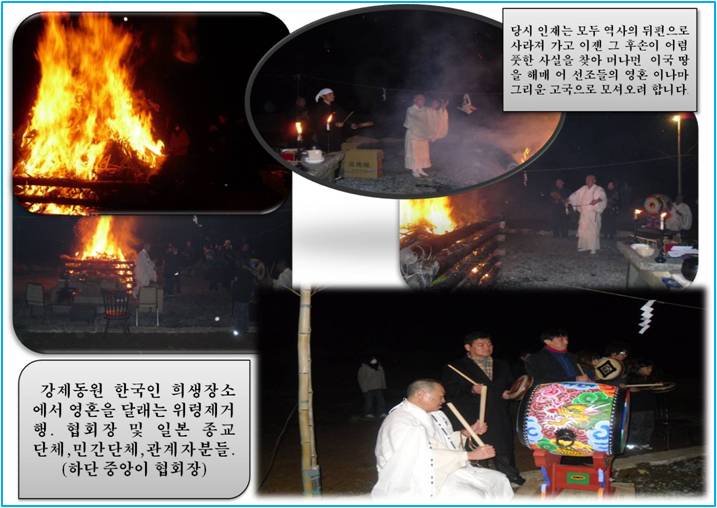 당시 인재는 모두 역사의 뒤편으로
사라져 가고 이젠 그 후손이 어렴
풋한 사실을 찾아 머나먼 이국 땅
을 해매 어 선조들의 영혼 이나마
그리운 고국으로 모셔오려 합니다.
강제동원 한국인 희생장소
에서 영혼을 달래는 위령제거
행. 협회장 및 일본 종교
단체,민간단체,관계자분들.
(하단 중앙이 협회장)